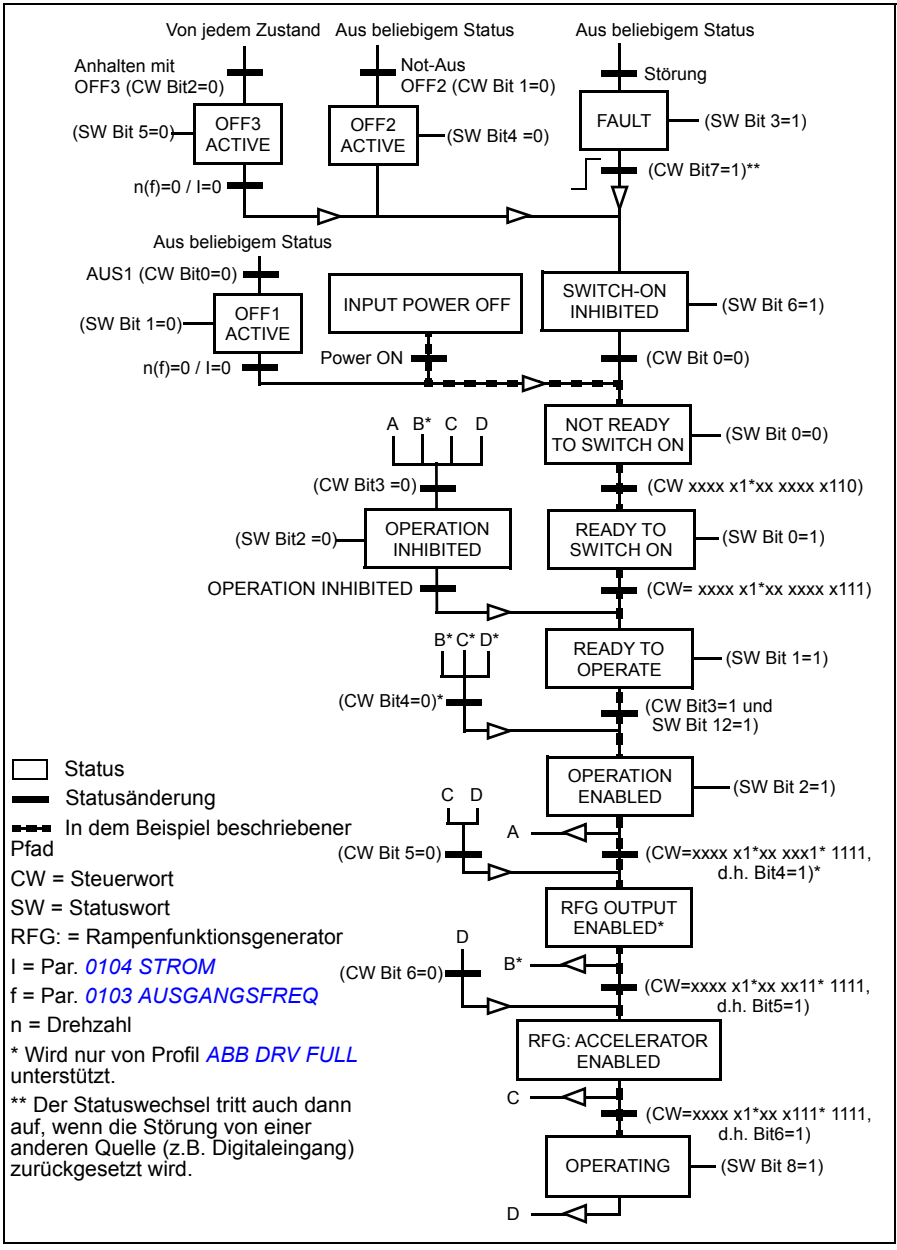 Von jedem Zustand
Aus beliebigem Status
Aus beliebigem Status
Anhalten mit
OFF3 (CW Bit2=0)
Not-Aus
OFF2 (CW Bit 1=0)
Störung
(SW Bit 5=0)
OFF3
ACTIVE
OFF2
ACTIVE
(SW Bit4 =0)
FAULT
(SW Bit 3=1)
n(f)=0 / I=0
(CW Bit7=1)**
Aus beliebigem Status
AUS1 (CW Bit0=0)
(SW Bit 1=0)
OFF1
ACTIVE
INPUT POWER OFF
SWITCH-ON
INHIBITED
(SW Bit 6=1)
n(f)=0 / I=0
Power ON
(CW Bit 0=0)
A B* C D
NOT READY
TO SWITCH ON
(SW Bit 0=0)
(CW Bit3 =0)
(CW xxxx x1*xx xxxx x110)
(SW Bit2 =0)
OPERATION
INHIBITED
READY TO
SWITCH ON
(SW Bit 0=1)
OPERATION INHIBITED
(CW= xxxx x1*xx xxxx x111)
B* C* D*
READY TO
OPERATE
(SW Bit 1=1)
(CW Bit4=0)*
(CW Bit3=1 und
SW Bit 12=1)
OPERATION
ENABLED
(SW Bit 2=1)
C D
A
(CW Bit 5=0)
(CW=xxxx x1*xx xxx1* 1111,
d.h. Bit4=1)*
RFG OUTPUT
ENABLED*
D
B*
(CW Bit 6=0)
(CW=xxxx x1*xx xx11* 1111,
d.h. Bit5=1)
RFG: ACCELERATOR
ENABLED
C
(CW=xxxx x1*xx x111* 1111,
d.h. Bit6=1)
OPERATING
(SW Bit 8=1)
D
Status
Statusänderung
In dem Beispiel beschriebener
Pfad
CW = Steuerwort
SW = Statuswort
RFG: = Rampenfunktionsgenerator
I = Par. 0104 STROM
f = Par. 0103 AUSGANGSFREQ
n = Drehzahl
* Wird nur von Profil ABB DRV FULL
unterstützt.
** Der Statuswechsel tritt auch dann
auf, wenn die Störung von einer
anderen Quelle (z.B. Digitaleingang)
zurückgesetzt wird.